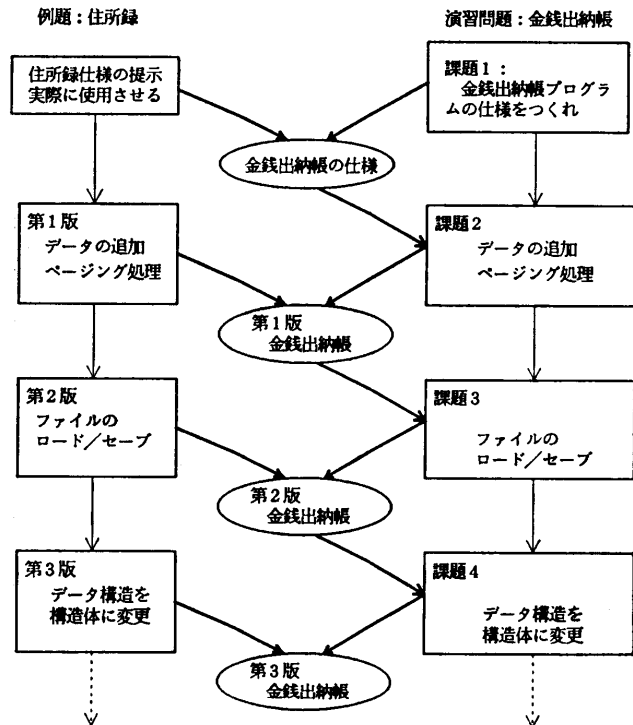 例題：住所録
演習問題：金銭出納帳
住所録仕様の提示
実際に使用させる
課題1：
金銭出納帳プログラ
ムの仕様をつくれ
金銭出納帳の仕様
第1版
データの追加
ページング処理
課題2
データの追加
ページング処理
第1版
金銭出納帳
第2版
ファイルの
ロード／セーブ
課題3
ファイルの
ロード／セーブ
第2版
金銭出納帳
第3版
データ構造を
構造体に変更
課題4
データ構造を
構造体に変更
第3版
金銭出納帳